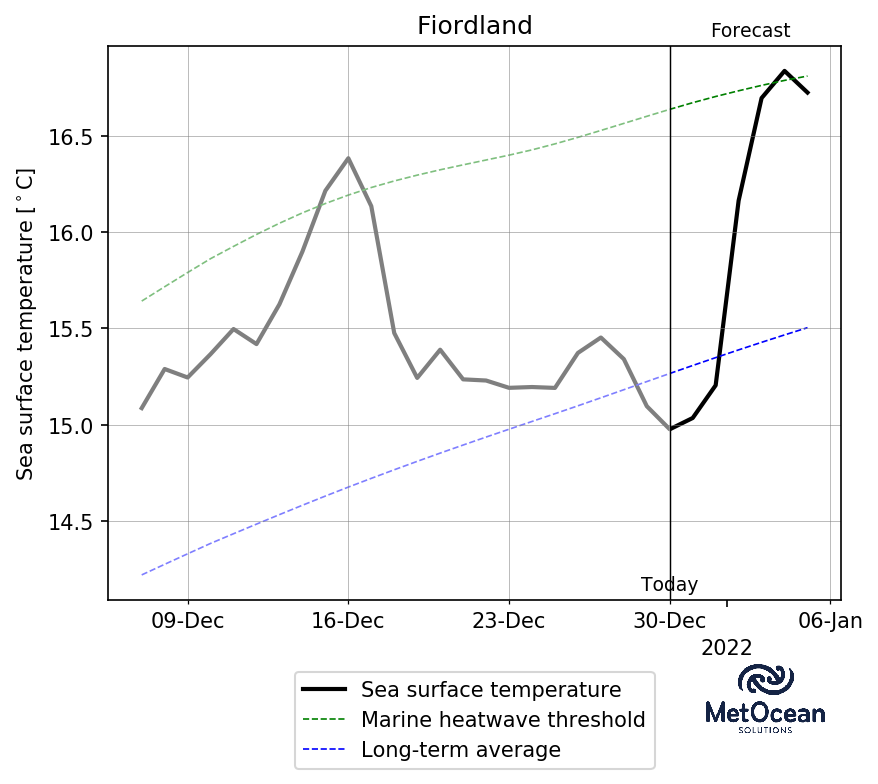 Fiordland
Forecast
Sea surface temperature [°C]
16.5
16.0
15.5
15.0
14.5
Today
09-Dec
16-Dec
23-Dec
30-Dec
06-Jan
2022
Sea surface temperature
Marine heatwave threshold
Long-term average
MetOcean
SOLUTIONS